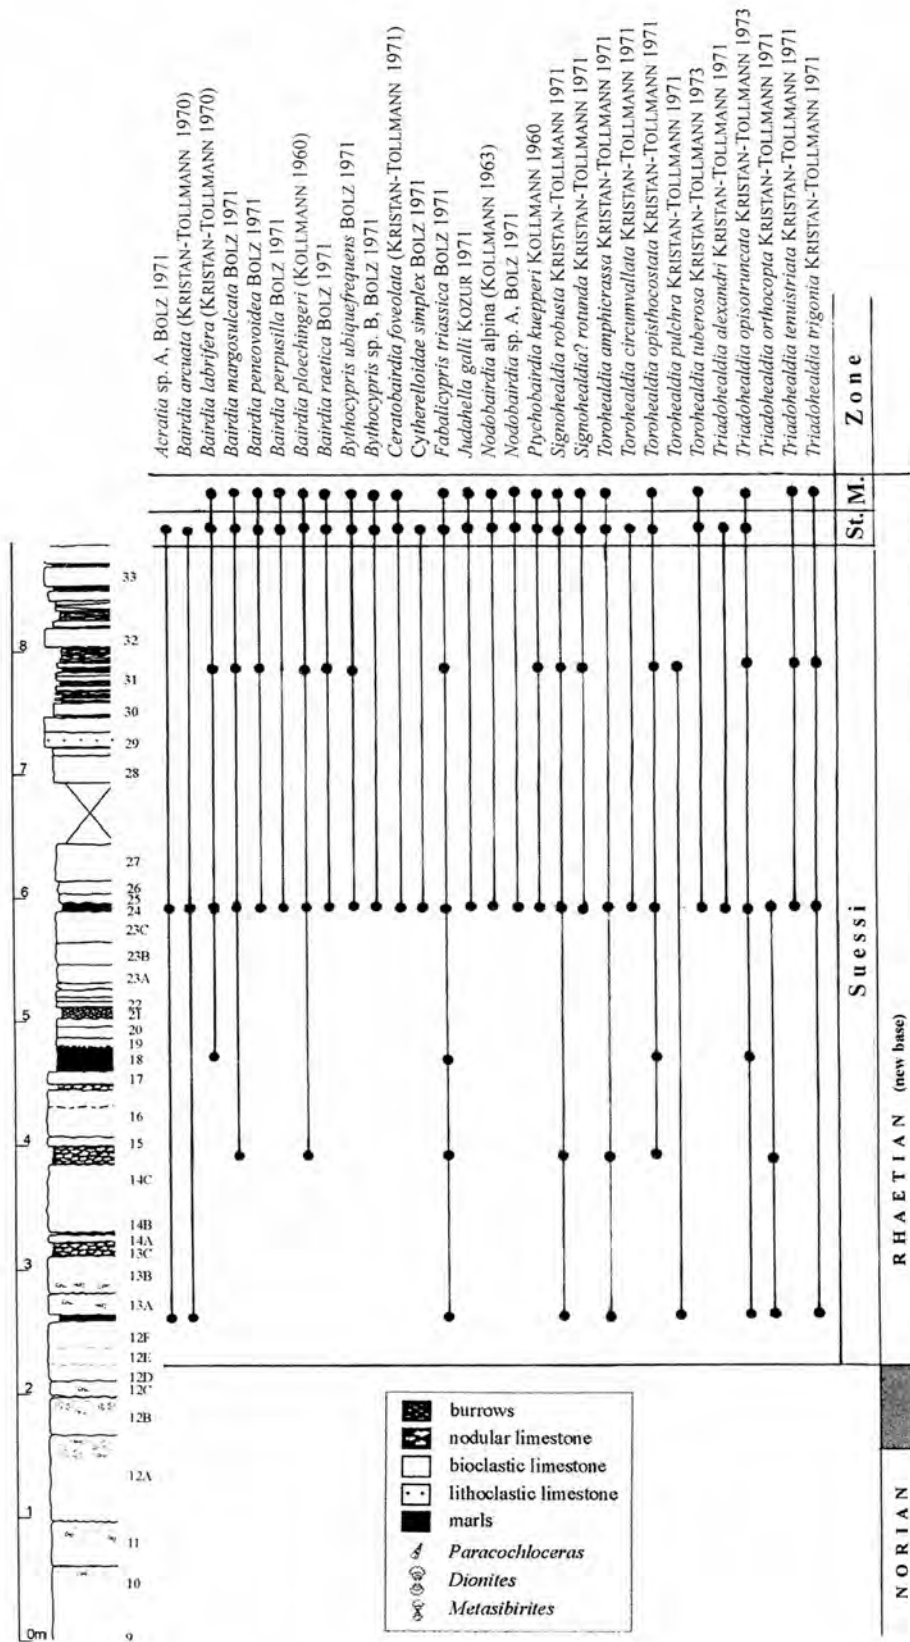 Acratia sp. A, BOLZ 1971
Bairdia arcuata (KRISTAN-TOLLMANN 1970)
Bairdia labrifera (KRISTAN-TOLLMANN 1970)
Bairdia margosulcata BOLZ 1971
Bairdia peneovoidea BOLZ 1971
Bairdia perpusilla BOLZ 1971
Bairdia ploechingeri (KOLLMANN 1960)
Bairdia raetica BOLZ 1971
Bythocypris ubiquefrequens BOLZ 1971
Bythocypris sp. B, BOLZ 1971
Ceratobairdia foveolata (KRISTAN-TOLLMANN 1971)
Cytherelloidae simplex BOLZ 1971
Fabalicypris triassica BOLZ 1971
Judahella galli KOZUR 1971
Nodobairdia alpina (KOLLMANN 1963)
Nodobairdia sp. A, BOLZ 1971
Ptychobairdia kuepperi KOLLMANN 1960
Signohealdia robusta KRISTAN-TOLLMANN 1971
Signohealdia? rotunda KRISTAN-TOLLMANN 1971
Torohealdia amphicrassa KRISTAN-TOLLMANN 1971
Torohealdia circumvallata KRISTAN-TOLLMANN 1971
Torohealdia opisthocostata KRISTAN-TOLLMANN 1971
Torohealdia pulchra KRISTAN-TOLLMANN 1971
Torohealdia tuberosa KRISTAN-TOLLMANN 1973
Triadohealdia alexandri KRISTAN-TOLLMANN 1971
Triadohealdia opisotruncata KRISTAN-TOLLMANN 1973
Triadohealdia orthocopta KRISTAN-TOLLMANN 1971
Triadohealdia tenuistriata KRISTAN-TOLLMANN 1971
Triadohealdia trigonia KRISTAN-TOLLMANN 1971
Zone
M.
St.
Suessi
RHAETIAN (new base)
NORIAN
33
8
32
31
30
29
7
28
27
26
6
25
24
23C
23B
23A
22
5
21
20
19
18
17
16
4
15
14C
14B
14A
3
13C
13B
13A
12F
12E
12D
2
12C
12B
12A
1
11
10
0m
9
burrows
nodular limestone
bioclastic limestone
lithoclastic limestone
marls
Paracochloceras
Dionites
Metasibirites